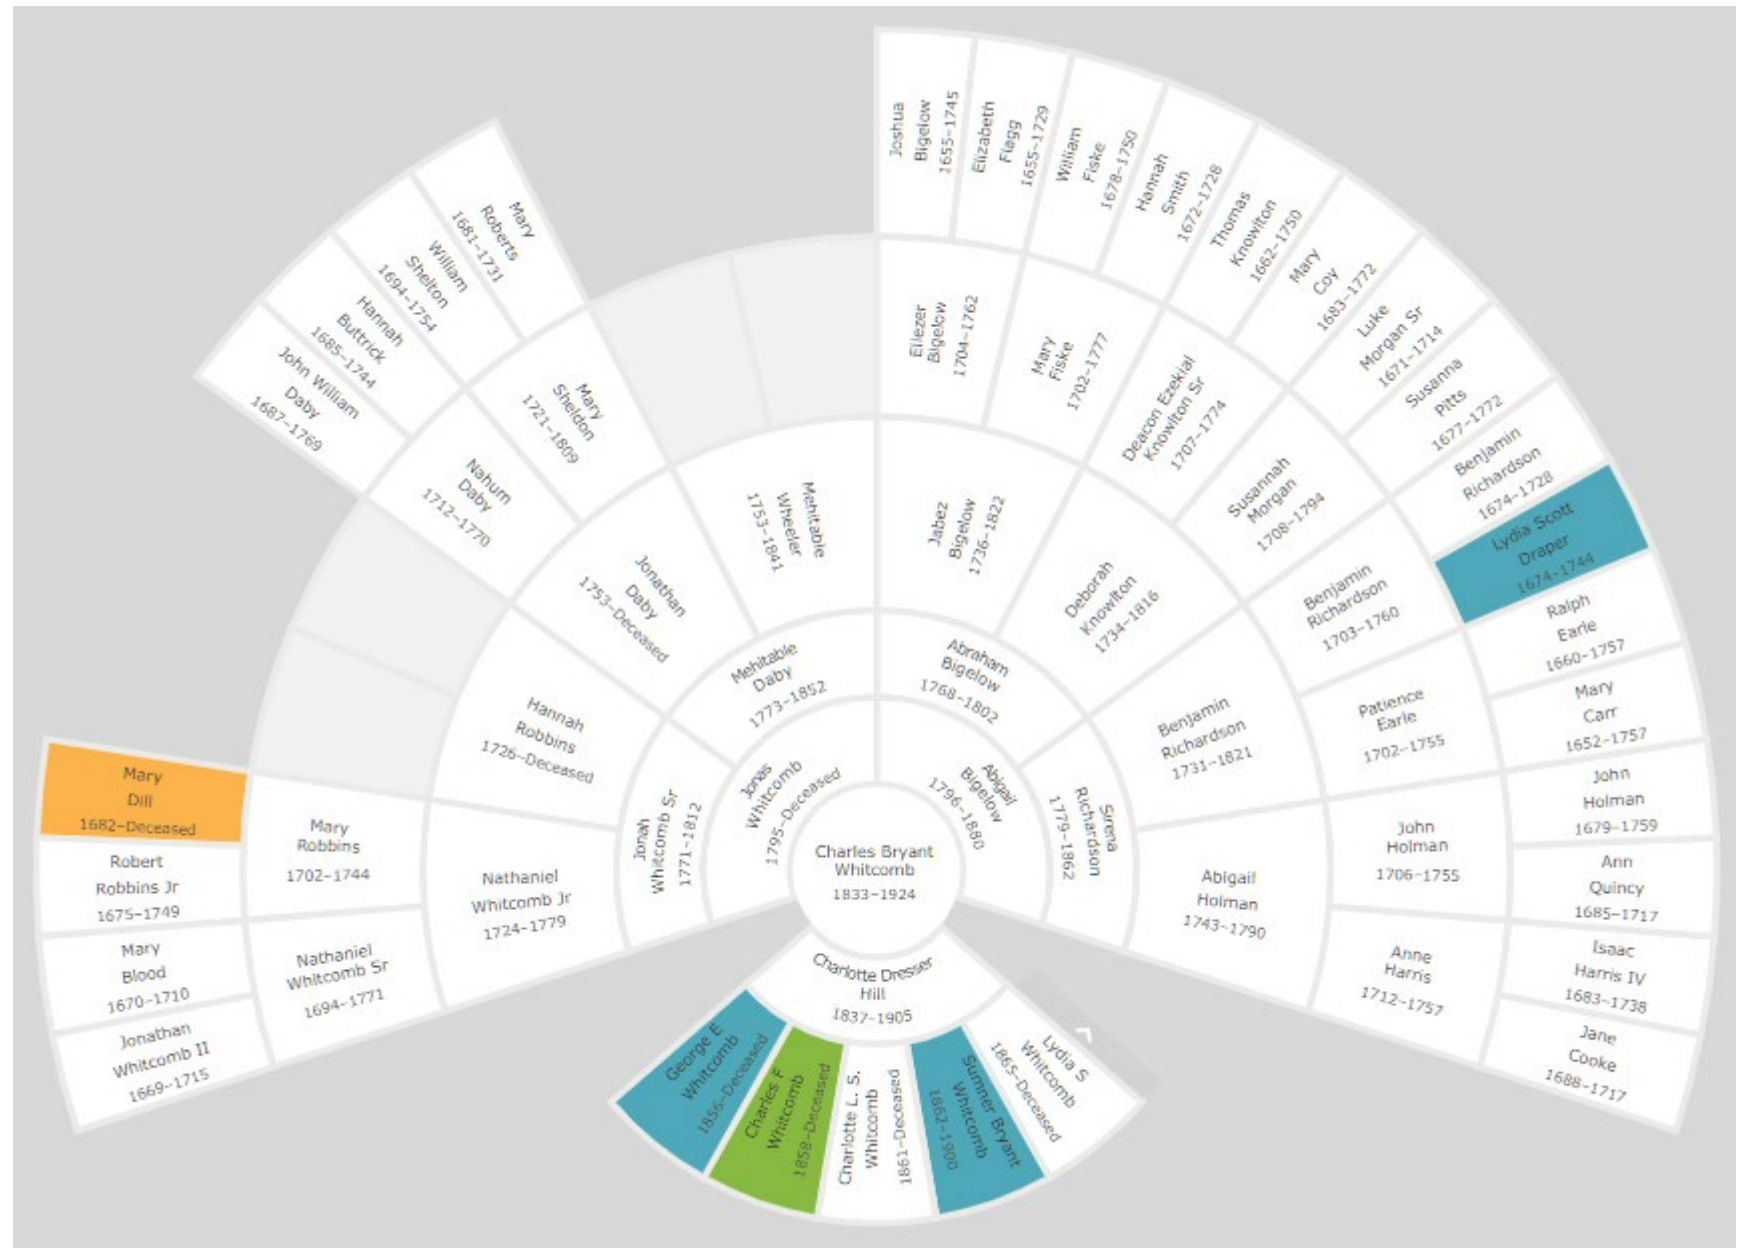 Joshua
Bigelow
1655–1745
Elizabeth
Flagg
1655–1729
William
Fiske
1678–1750
Hannah
Smith
1672–1728
Thomas
Knowlton
1662–1750
Mary
Coy
1683–1772
Luke
Morgan Sr
1671–1714
Susanna
Pitts
1677–1772
Benjamin
Richardson
1674–1728
Lydia Scott
Draper
1674–1744
Ralph
Earle
1660–1757
Mary
Carr
1652–1757
John
Holman
1679–1759
Ann
Quincy
1685–1717
Isaac
Harris IV
1683–1738
Jane
Cooke
1688–1717
Mary
Roberts
1681–1731
William
Shelton
1694–1754
Hannah
Buttrick
1685–1744
John William
Daby
1687–1769
Mary
Dill
1682–Deceased
Robert
Robbins Jr
1675–1749
Mary
Blood
1670–1710
Jonathan
Whitcomb II
1669–1715
Eliezer
Bigelow
1704–1762
Mary
Fiske
1702–1777
Deacon Ezekial
Knowlton Sr
1707–1774
Susannah
Morgan
1708–1794
Benjamin
Richardson
1703–1760
Patience
Earle
1702–1755
John
Holman
1706–1755
Anne
Harris
1712–1757
Mary
Sheldon
1721–1809
Nahum
Daby
1712–1770
Mary
Robbins
1702–1744
Nathaniel
Whitcomb Sr
1694–1771
Mehitable
Wheeler
1753–1841
Jabez
Bigelow
1736–1822
Deborah
Knowlton
1734–1816
Benjamin
Richardson
1731–1821
Abigail
Holman
1743–1790
Jonathan
Daby
1753–Deceased
Hannah
Robbins
1726–Deceased
Nathaniel
Whitcomb Jr
1724–1779
Mehitable
Daby
1773–1852
Abraham
Bigelow
1768–1802
Jonah
Whitcomb Sr
1771–1812
Sirena
Richardson
1779–1862
Jonas
Whitcomb
1795–Deceased
Abigail
Bigelow
1796–1880
Charles Bryant
Whitcomb
1833–1924
Charlotte Dresser
Hill
1837–1905
George E
Whitcomb
1856–Deceased
Charles F
Whitcomb
1858–Deceased
Charlotte L. S.
Whitcomb
1861–Deceased
Sumner Bryant
Whitcomb
1862–1900
Lydia S
Whitcomb
1865–Deceased